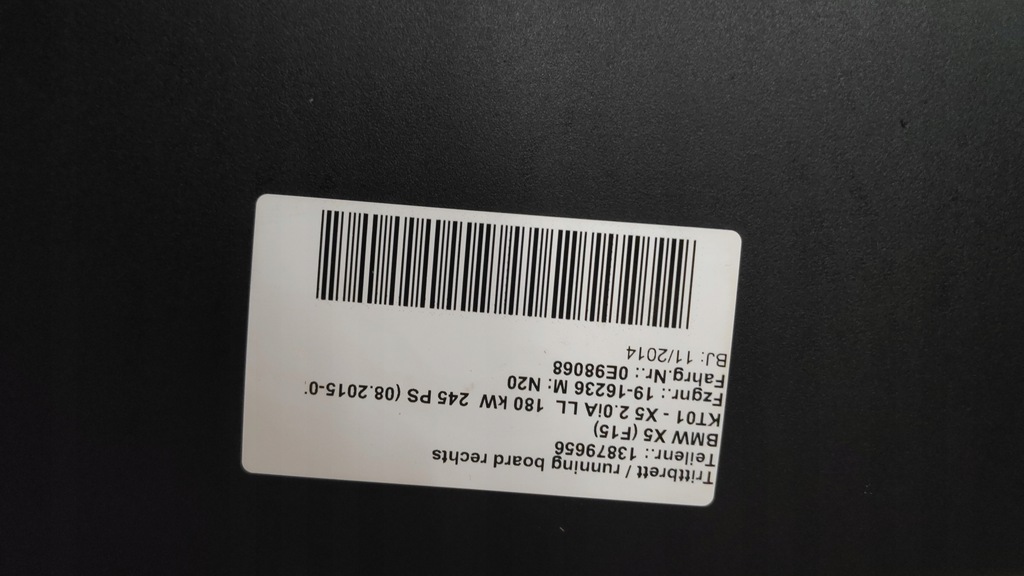 Trittbrett / running board rechts
Teilenr.: 13879656
BMW X5 (F15)
KT01 - X5 2.0iA LL 180 kW 245 PS (08.2015-0
Fzgnr.: 19-16236 M: N20
Fahrg.Nr.: 0E98068
BJ: 11/2014